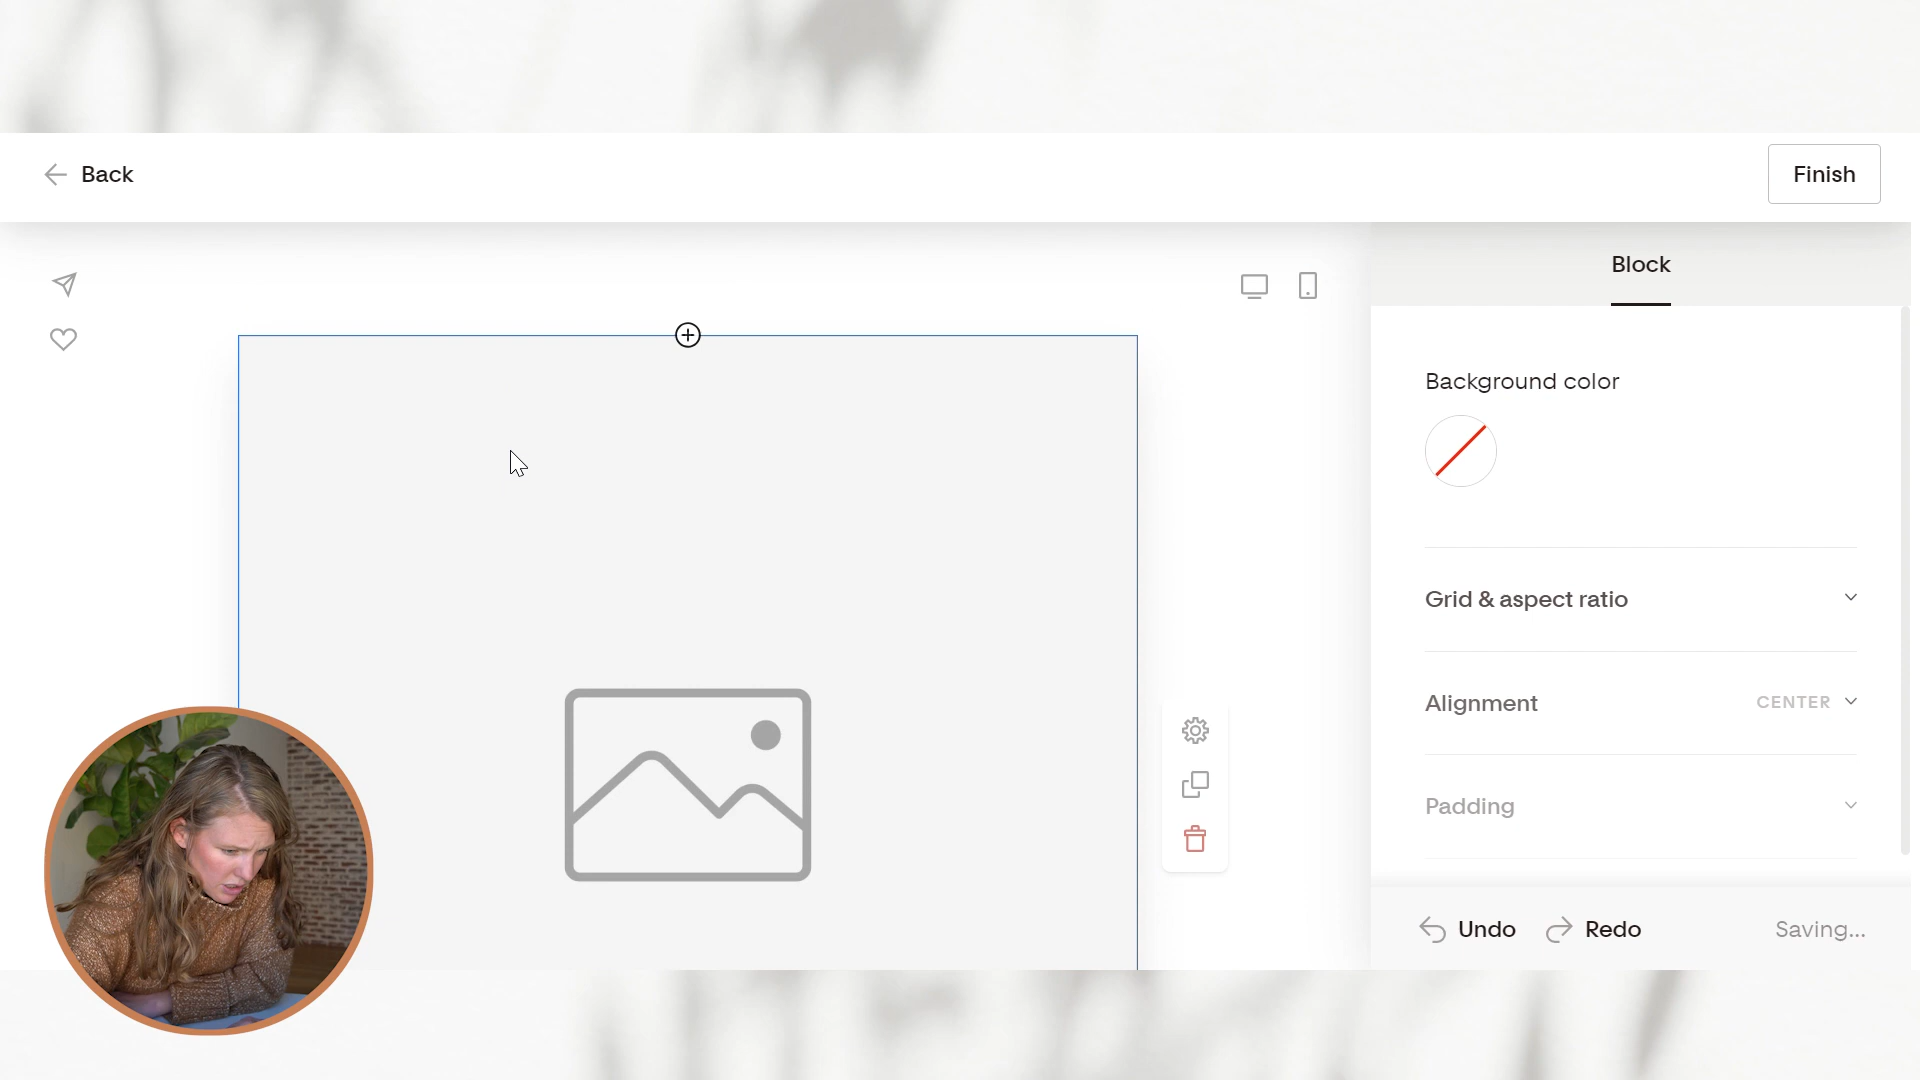 Back
Finish
Block
Background color
Grid & aspect ratio
Alignment CENTER
Padding
Undo Redo Saving...